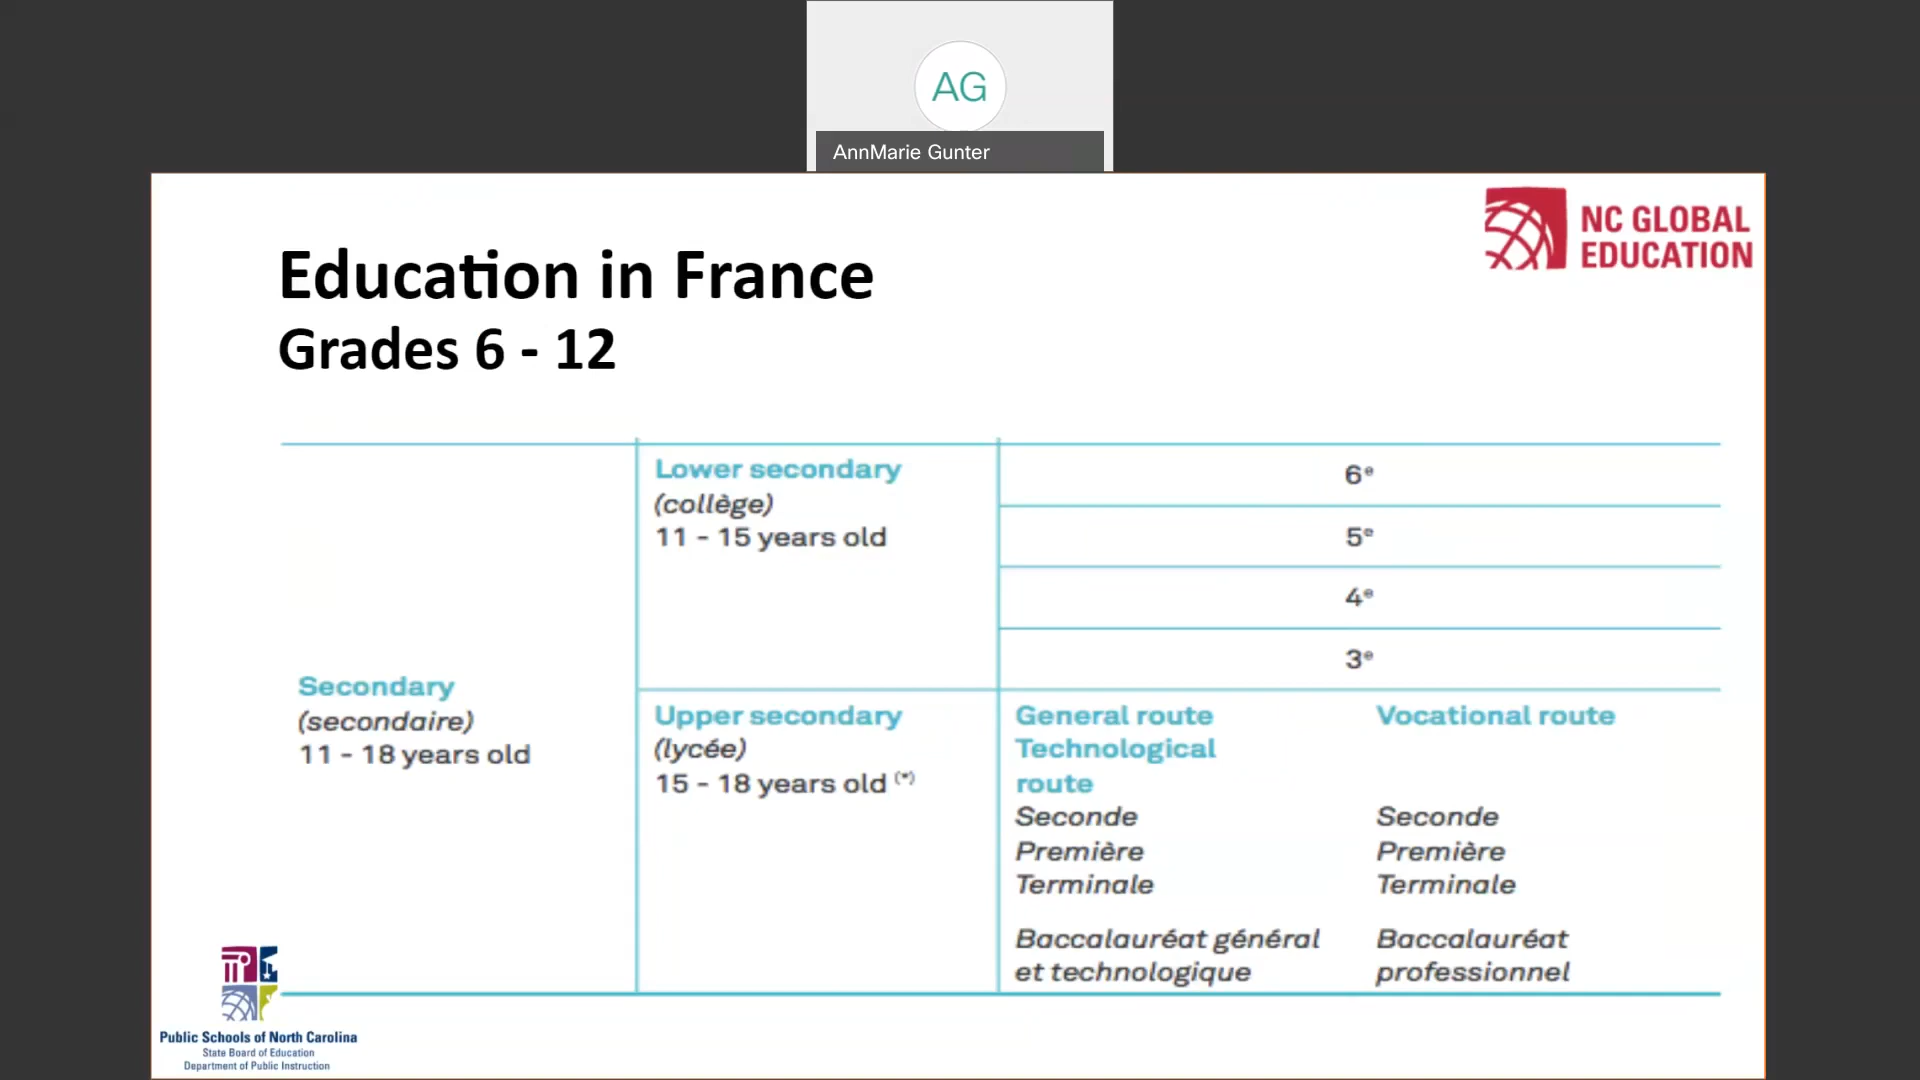 AG
AnnMarie Gunter
NC GLOBAL
EDUCATION
Education in France
Grades 6 - 12
Secondary
(secondaire)
11 - 18 years old
Lower secondary
(collège)
11 - 15 years old
6e
5e
4e
3e
Upper secondary
(lycée)
15 - 18 years old (*)
General route
Technological
route
Seconde
Première
Terminale
Baccalauréat général
et technologique
Vocational route
Seconde
Première
Terminale
Baccalauréat
professionnel
Public Schools of North Carolina
State Board of Education
Department of Public Instruction